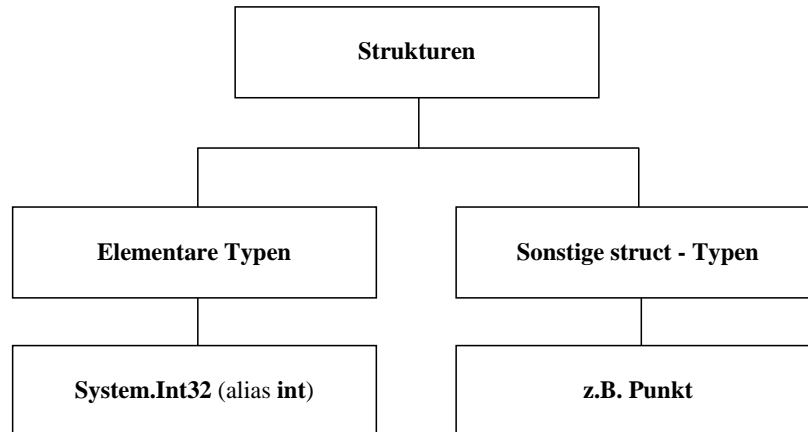 Strukturen
Elementare Typen
Sonstige struct - Typen
System.Int32 (alias int)
z.B. Punkt